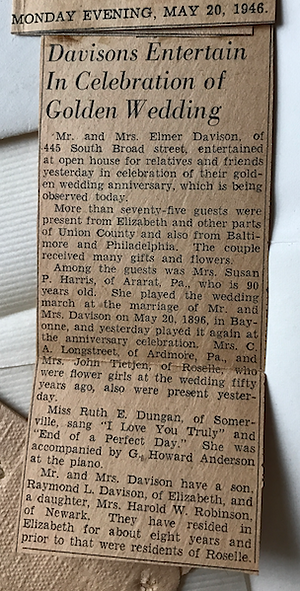 MONDAY EVENING, MAY 20, 1946.
Davisons Entertain
In Celebration of
Golden Wedding
Mr. and Mrs. Elmer Davison, of
445 South Broad street, entertained
at open house for relatives and friends
yesterday in celebration of their gold-
en wedding anniversary, which is being
observed today.
More than seventy-five guests were
present from Elizabeth and other parts
of Union County and also from Balti-
more and Philadelphia. The couple
received many gifts and flowers.
Among the guests was Mrs. Susan
P. Harris, of Ararat, Pa., who is 90
years old. She played the wedding
march at the marriage of Mr. and
Mrs. Davison on May 20, 1896, in Bay-
onne, and yesterday played it again at
the anniversary celebration. Mrs. C.
A. Longstreet, of Ardmore, Pa., and
Mrs. John Tietjen, of Roselle, who
were flower girls at the wedding fifty
years ago, also were present yester-
day.
Miss Ruth E. Dungan, of Somer-
ville, sang "I Love You Truly" and
"End of a Perfect Day." She was
accompanied by G. Howard Anderson
at the piano.
Mr. and Mrs. Davison have a son,
Raymond L. Davison, of Elizabeth, and
a daughter, Mrs. Harold W. Robinson,
of Newark. They have resided in
Elizabeth for about eight years and
prior to that were residents of Roselle.